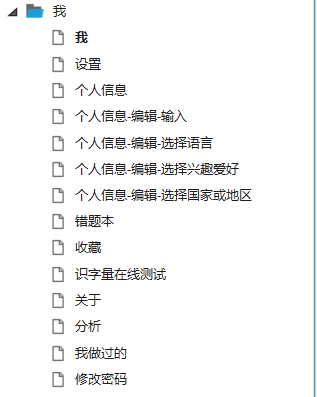 我
我
设置
个人信息
个人信息-编辑-输入
个人信息-编辑-选择语言
个人信息-编辑-选择兴趣爱好
个人信息-编辑-选择国家或地区
错题本
收藏
识字量在线测试
关于
分析
我做过的
修改密码